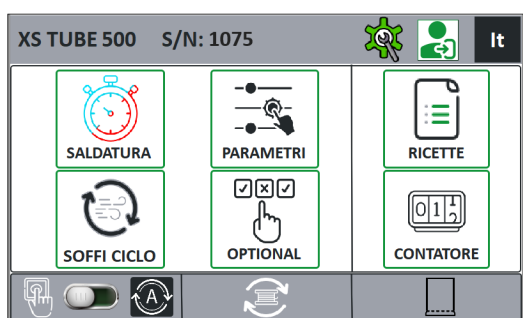 XS TUBE 500 S/N: 1075 It
SALDATURA PARAMETRI RICETTE
SOFFI CICLO OPTIONAL CONTATORE
A